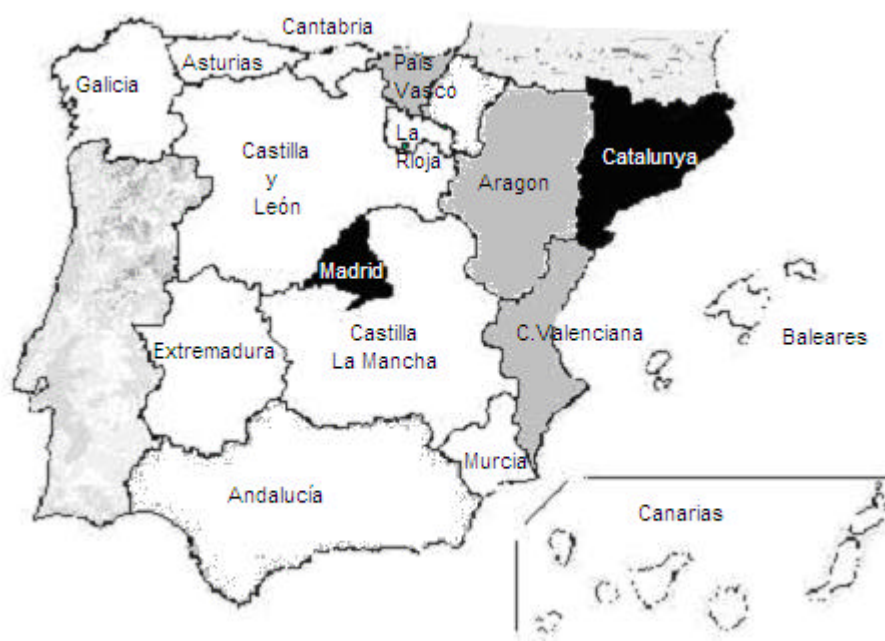 Cantabria
Asturias
País
Vasco
Galicia
La
Rioja
Castilla
y
León
Aragon
Catalunya
Madrid
Castilla
La Mancha
C.Valenciana
Baleares
Extremadura
Murcia
Andalucía
Canarias